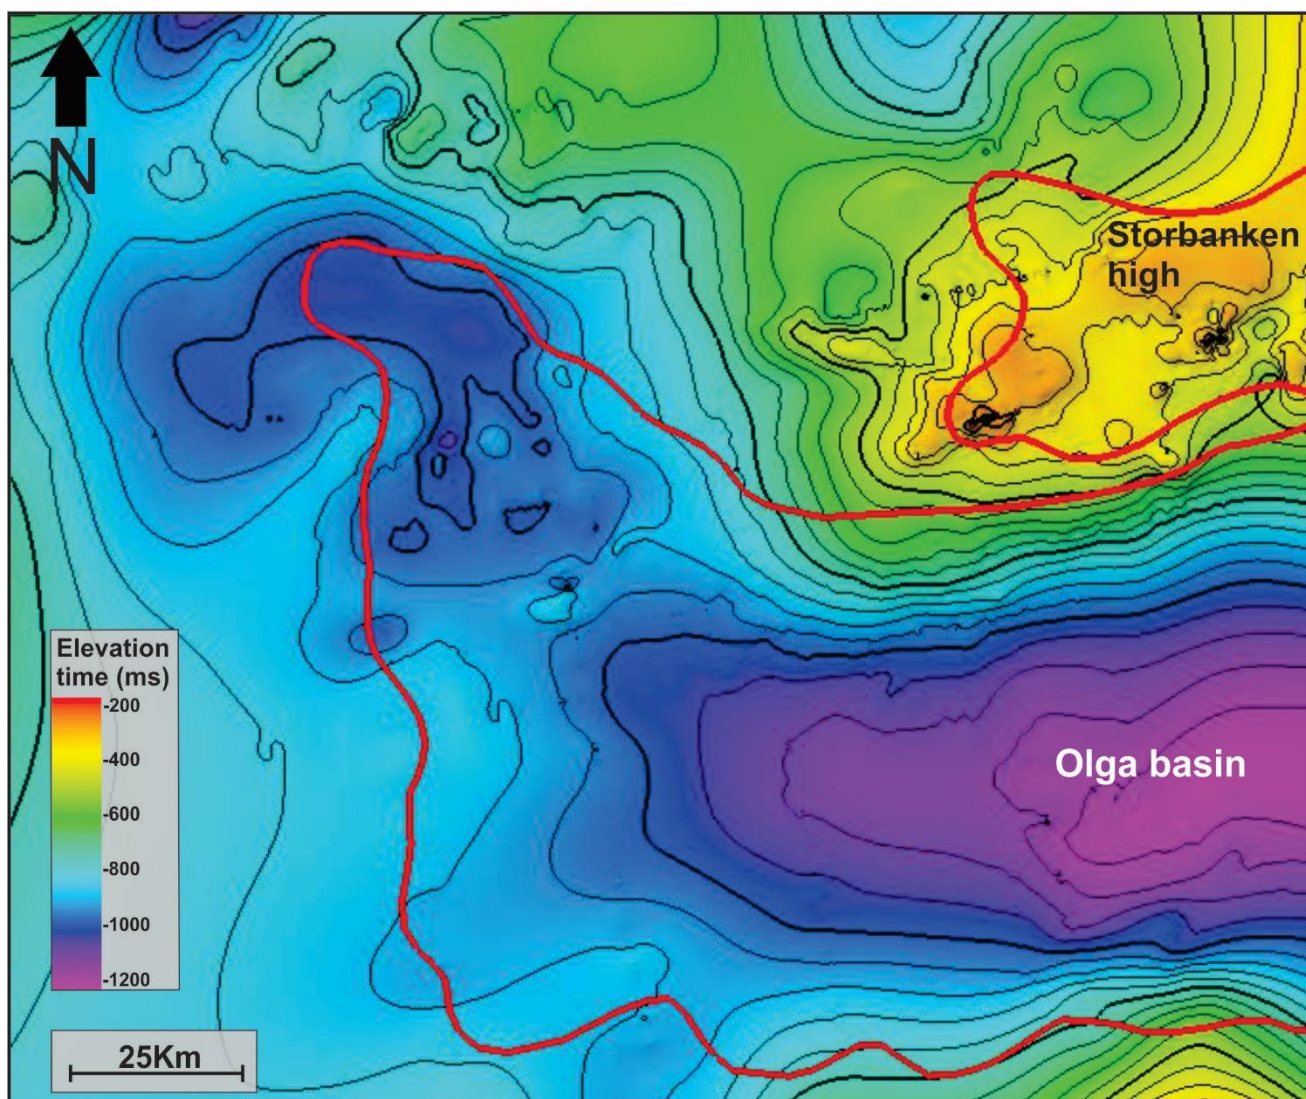 N
Storbanken
high
Olga basin
Elevation
time (ms)
-200
-400
-600
-800
-1000
-1200
25Km